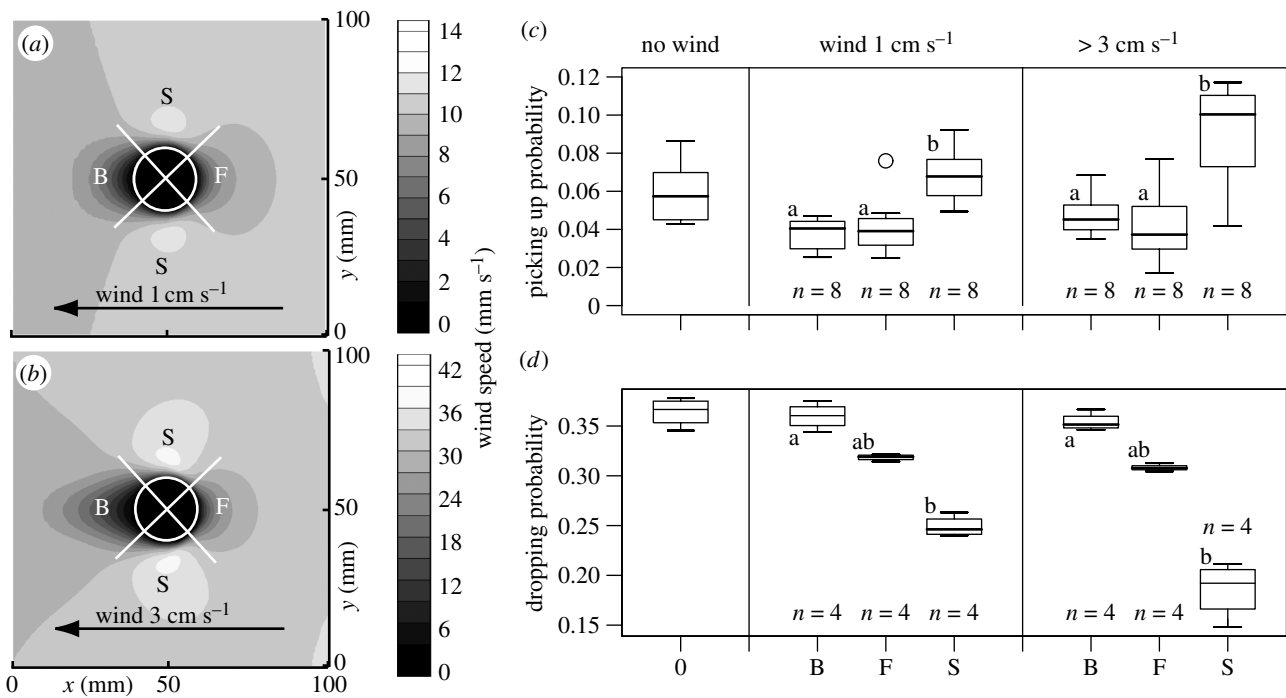 (a)
S
B
F
S
wind 1 cm s⁻¹
100
50
0
y (mm)
14
12
10
8
6
4
2
0
(b)
S
B
F
S
wind 3 cm s⁻¹
100
50
0
y (mm)
0
x (mm)
50
100
42
36
30
24
18
12
6
0
wind speed (mm s⁻¹)
(c)
no wind
wind 1 cm s⁻¹
> 3 cm s⁻¹
picking up probability
0.12
0.10
0.08
0.06
0.04
0.02
0
a
a
b
a
a
b
n = 8
n = 8
n = 8
n = 8
n = 8
n = 8
(d)
dropping probability
0.35
0.30
0.25
0.20
0.15
a
ab
b
a
ab
n = 4
b
n = 4
n = 4
n = 4
n = 4
n = 4
0
B
F
S
B
F
S